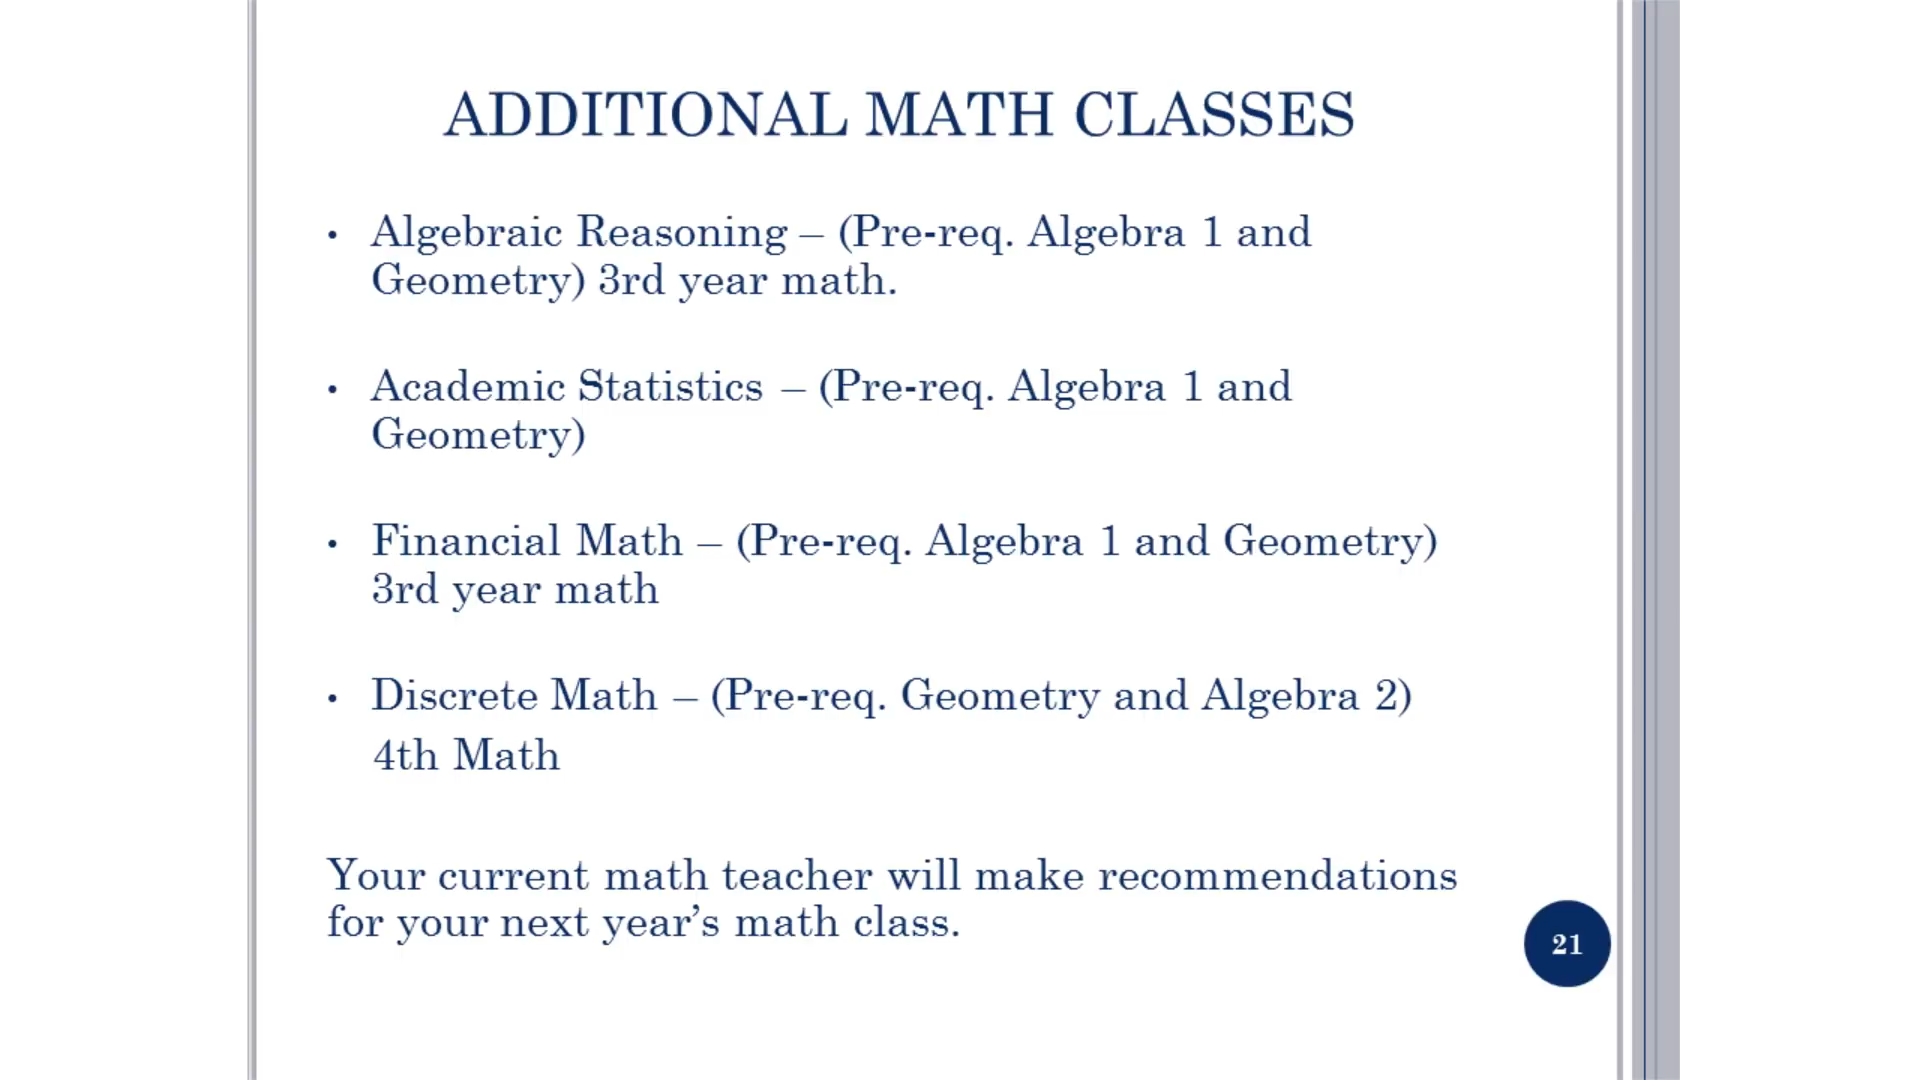 ADDITIONAL MATH CLASSES
• Algebraic Reasoning – (Pre-req. Algebra 1 and
Geometry) 3rd year math.
• Academic Statistics – (Pre-req. Algebra 1 and
Geometry)
• Financial Math – (Pre-req. Algebra 1 and Geometry)
3rd year math
• Discrete Math – (Pre-req. Geometry and Algebra 2)
4th Math
Your current math teacher will make recommendations
for your next year’s math class.
21